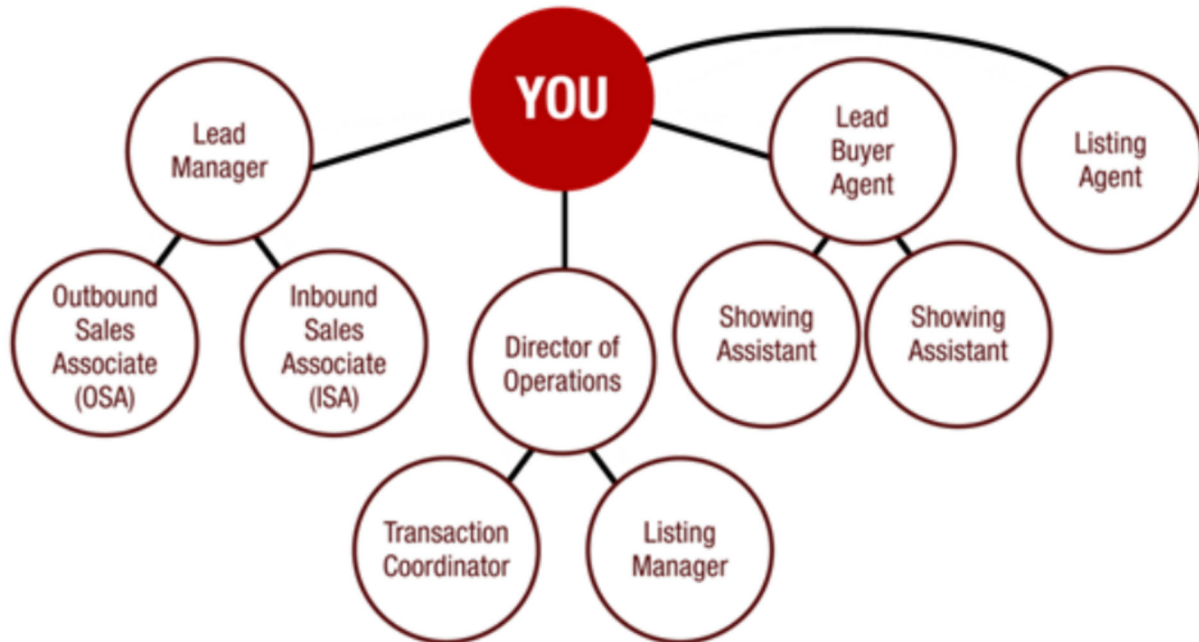 YOU
Lead
Manager
Lead
Buyer
Agent
Listing
Agent
Outbound
Sales
Associate
(OSA)
Inbound
Sales
Associate
(ISA)
Director of
Operations
Showing
Assistant
Showing
Assistant
Transaction
Coordinator
Listing
Manager